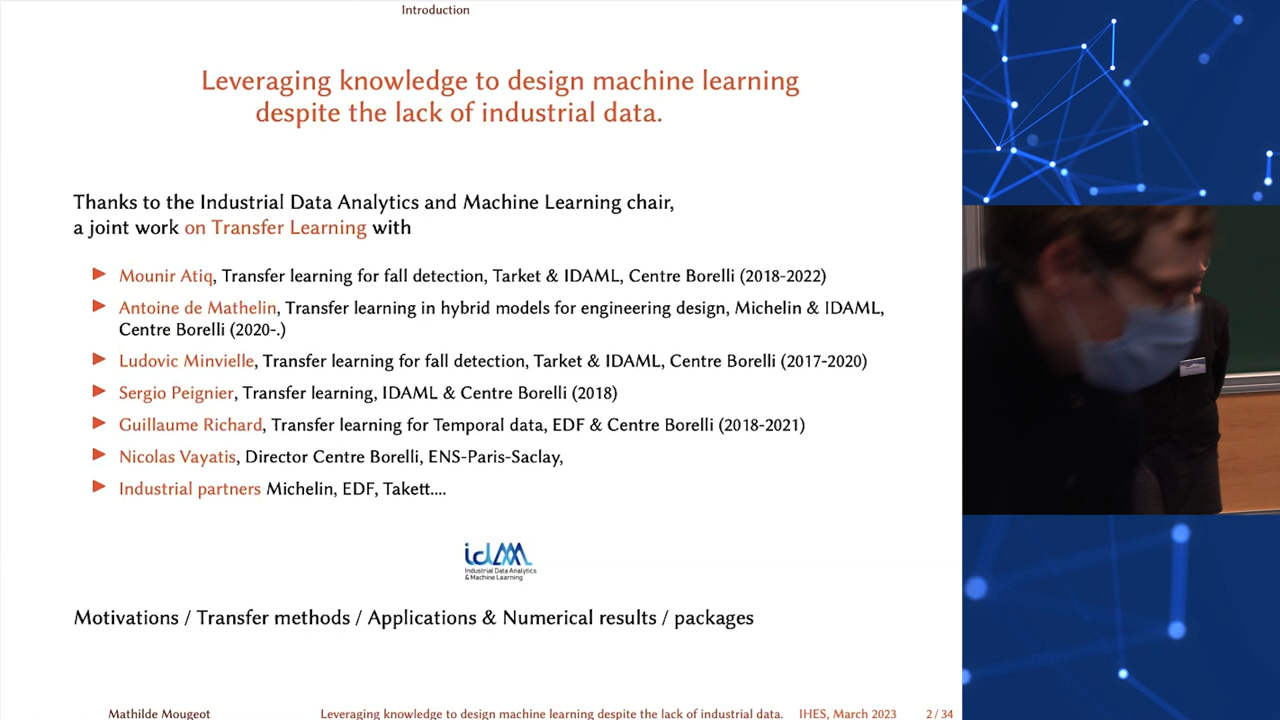 Introduction
Leveraging knowledge to design machine learning
despite the lack of industrial data.
Thanks to the Industrial Data Analytics and Machine Learning chair,
a joint work on Transfer Learning with
Mounir Atiq, Transfer learning for fall detection, Tarket & IDAML, Centre Borelli (2018-2022)
Antoine de Mathelin, Transfer learning in hybrid models for engineering design, Michelin & IDAML,
Centre Borelli (2020-.)
Ludovic Minvielle, Transfer learning for fall detection, Tarket & IDAML, Centre Borelli (2017-2020)
Sergio Peignier, Transfer learning, IDAML & Centre Borelli (2018)
Guillaume Richard, Transfer learning for Temporal data, EDF & Centre Borelli (2018-2021)
Nicolas Vayatis, Director Centre Borelli, ENS-Paris-Saclay,
Industrial partners Michelin, EDF, Takett....
idAML
Industrial Data Analytics
& Machine Learning
Motivations / Transfer methods / Applications & Numerical results / packages
Mathilde Mougeot Leveraging knowledge to design machine learning despite the lack of industrial data. IHES, March 2023 2 / 34